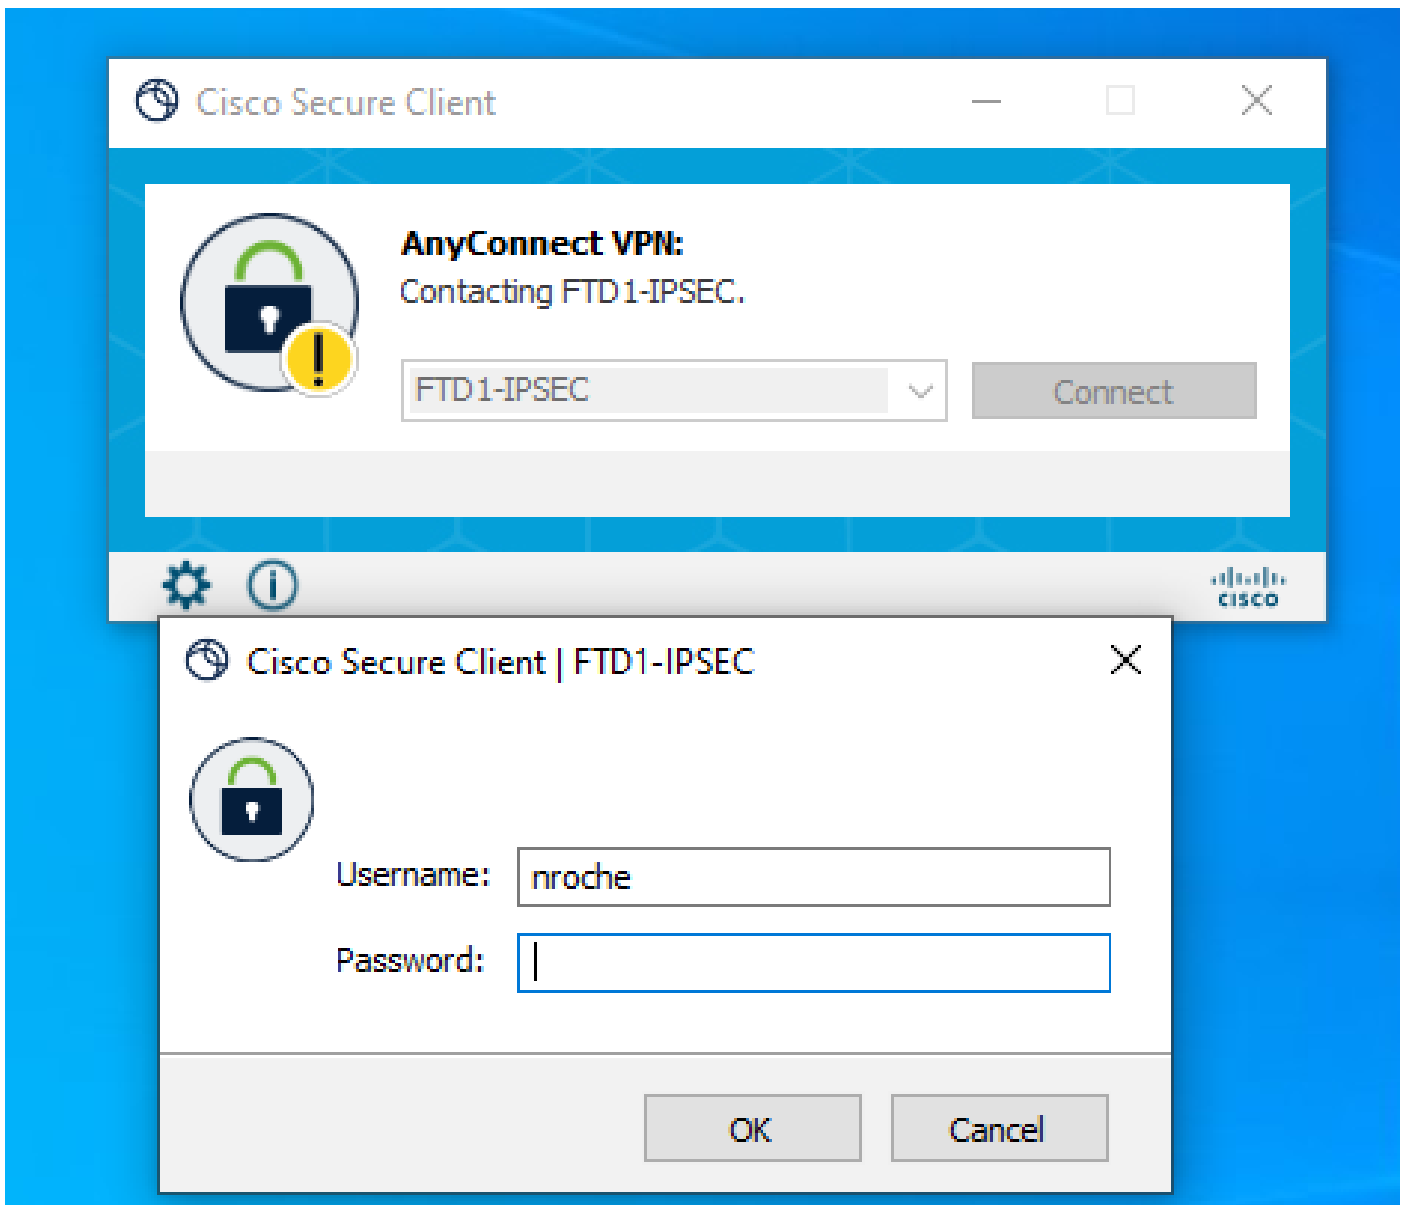 Cisco Secure Client
AnyConnect VPN:
Contacting FTD1-IPSEC.
FTD1-IPSEC
Connect
CISCO
Cisco Secure Client | FTD1-IPSEC
Username:
nroche
Password:
OK
Cancel